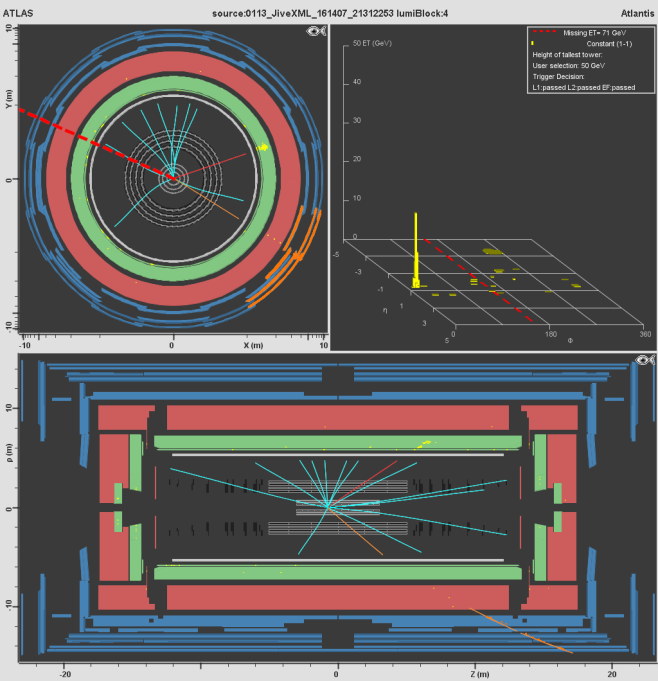 ATLAS source:0113_JiveXML_161407_21312253 lumiBlock:4 Atlantis
10
Y (m)
0
-10
-10 0 X (m) 10
50 ET (GeV)
40
30
20
10
0
-5
-3
-1
1
η
3
5
0 180 Φ 360
Missing ET= 71 GeV
Constant (1-1)
Height of tallest tower:
User selection: 50 GeV
Trigger Decision:
L1:passed L2:passed EF:passed
10
ρ (m)
0
-10
-20 0 Z (m) 20